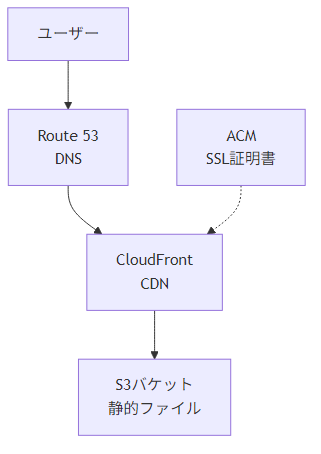 ユーザー
Route 53
DNS
ACM
SSL証明書
CloudFront
CDN
S3バケット
静的ファイル